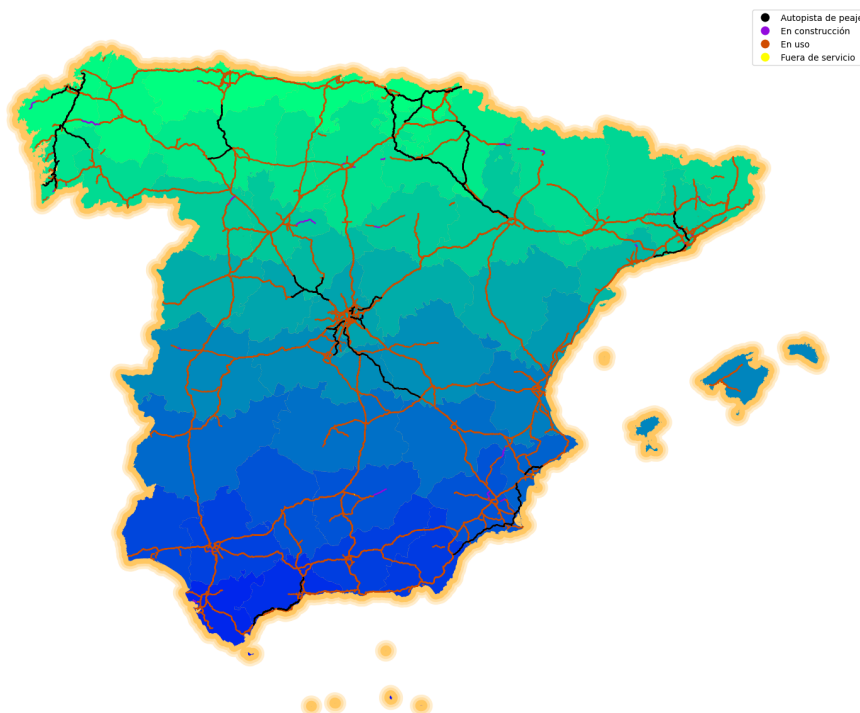 Autopista de peaje
En construcción
En uso
Fuera de servicio